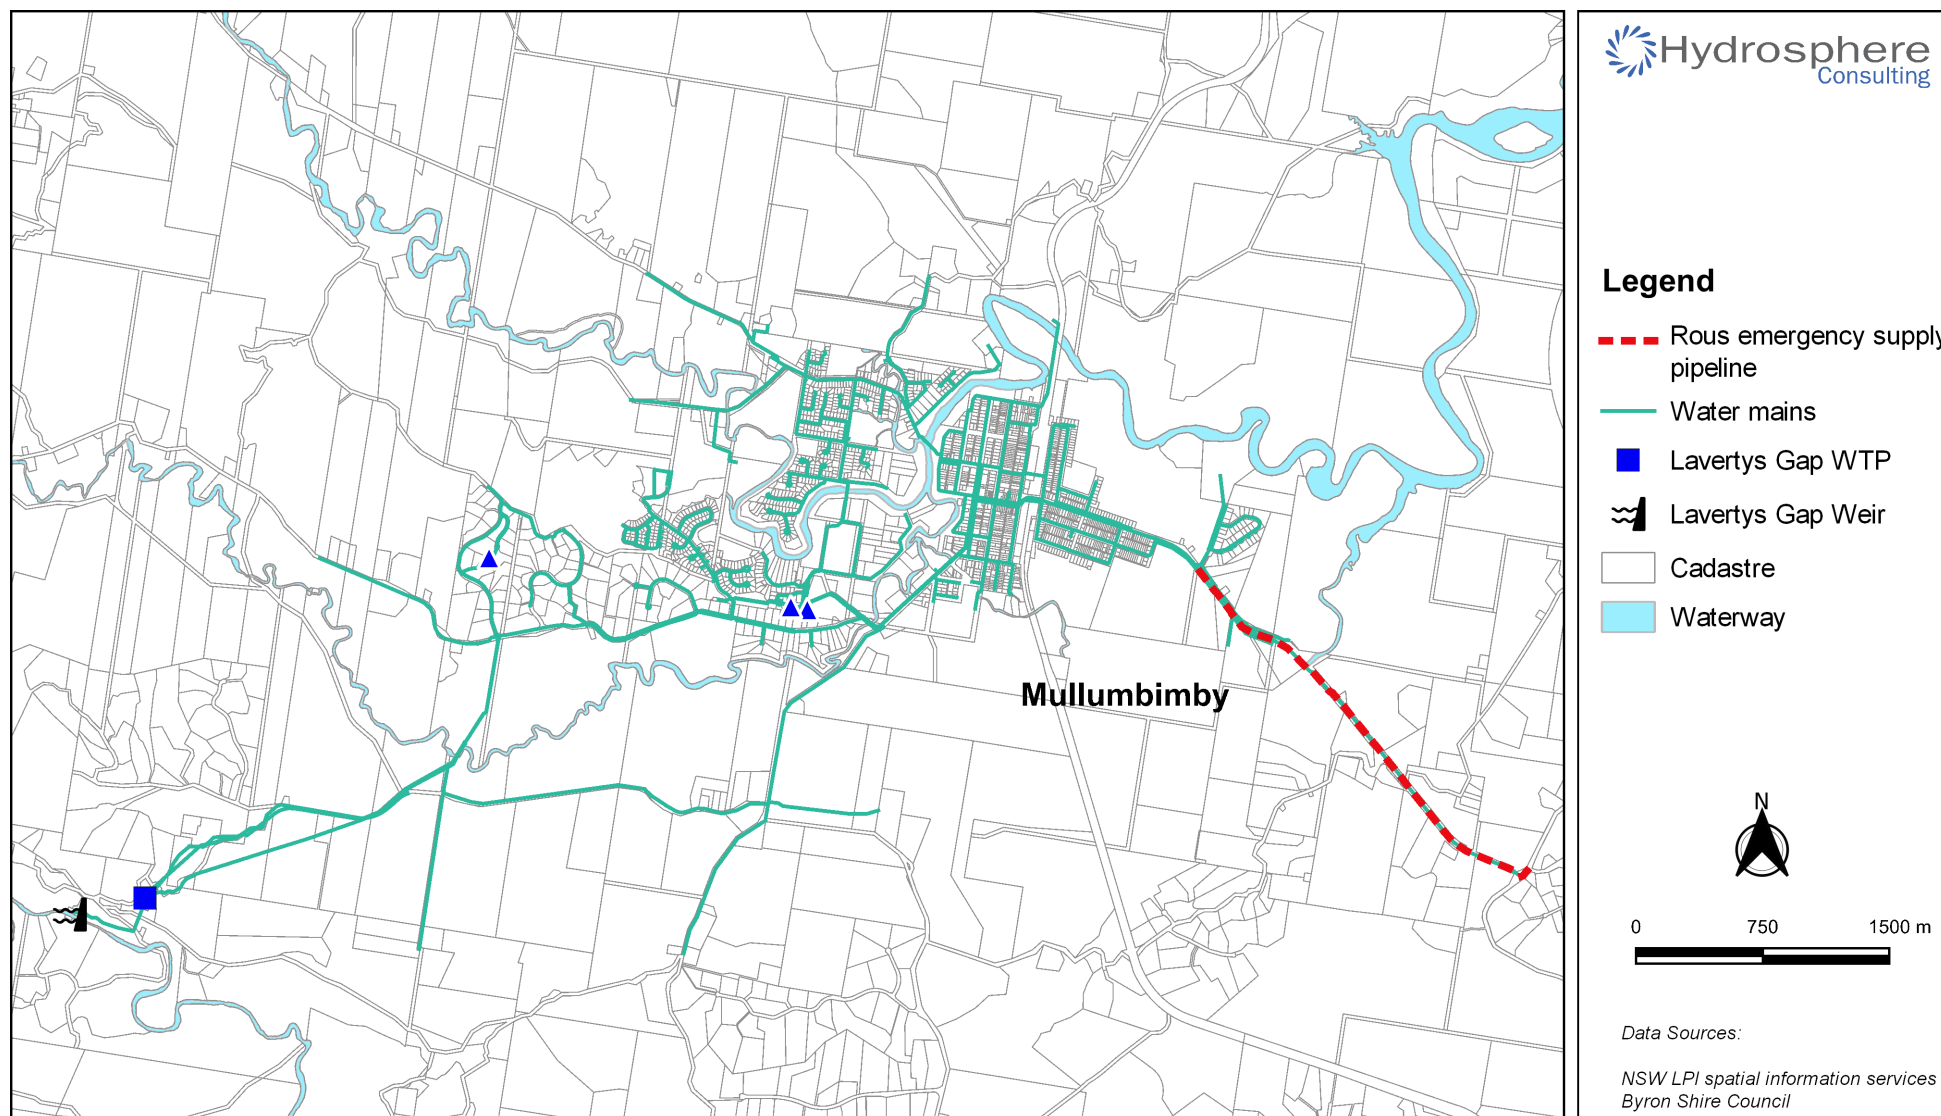 Hydrosphere
Consulting
Legend
Rous emergency supply
pipeline
Water mains
Lavertys Gap WTP
Lavertys Gap Weir
Cadastre
Waterway
Mullumbimby
N
0 750 1500 m
Data Sources:
NSW LPI spatial information services
Byron Shire Council